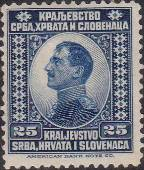 КРАЉЕВСТВО
СРБА, ХРВАТА И СЛОВЕНАЦА
25 KRALJEVSTVO 25
SRBA, HRVATA I SLOVENACA
AMERICAN BANK NOTE CO.